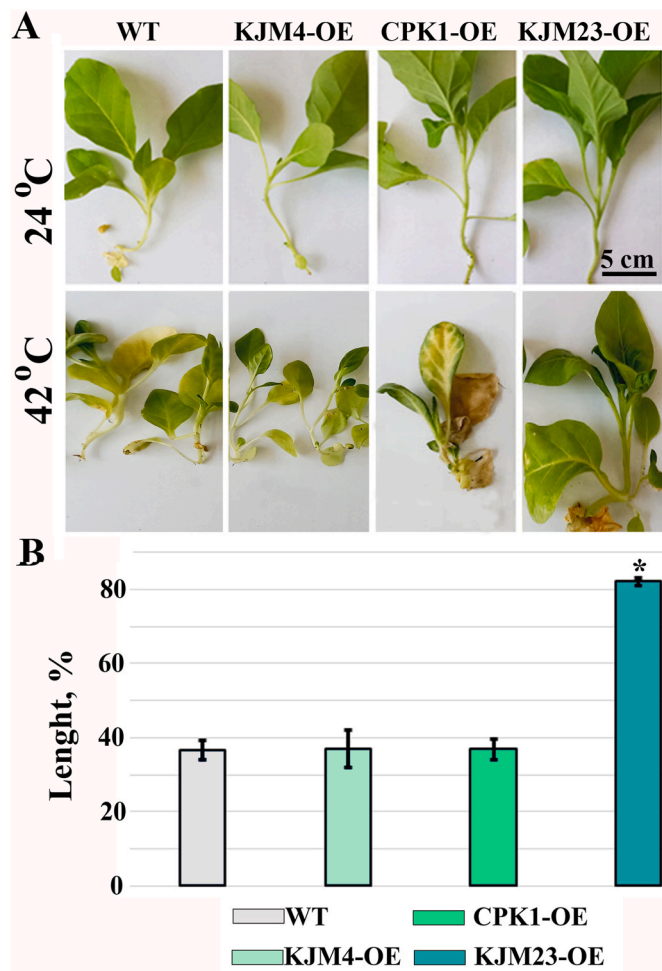 A
WT KJM4-OE CPK1-OE KJM23-OE
24 °C
5 cm
42 °C
B
*
80
60
40
20
0
Lenght, %
WT CPK1-OE
KJM4-OE KJM23-OE